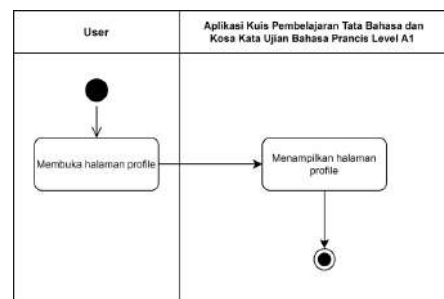 User
Aplikasi Kuis Pembelajaran Tata Bahasa dan
Kosa Kata Ujian Bahasa Prancis Level A1
Membuka halaman profile
Menampilkan halaman
profile